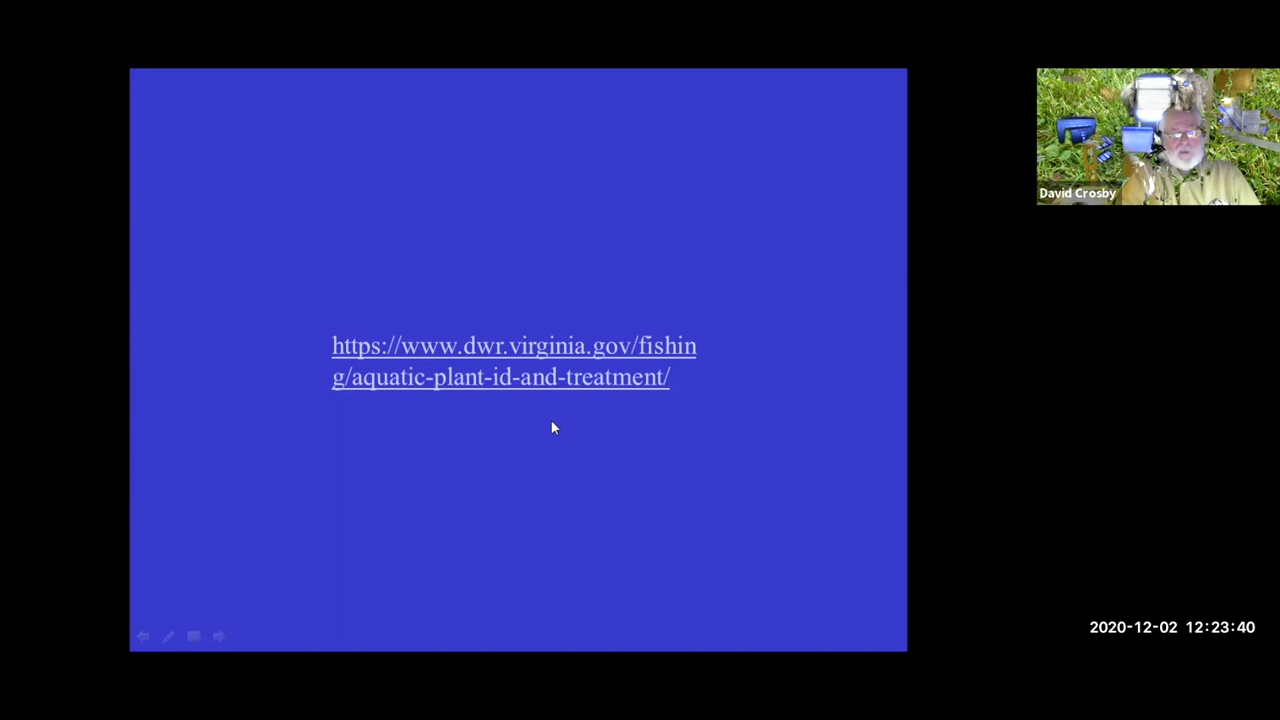 https://www.dwr.virginia.gov/fishin
g/aquatic-plant-id-and-treatment/
David Crosby
2020-12-02 12:23:40